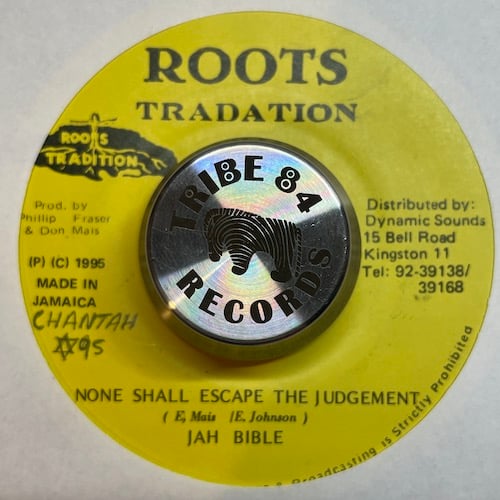 ROOTS
TRADATION
ROOTS
TRADITION
Prod. by
Phillip Fraser
& Don Mais
(P) (C) 1995
MADE IN
JAMAICA
CHANTAH
95
TRIBE 84
RECORDS
Distributed by:
Dynamic Sounds
15 Bell Road
Kingston 11
Tel: 92-39138/
39168
NONE SHALL ESCAPE THE JUDGEMENT
( E, Mais /E. Johnson )
JAH BIBLE
& Broadcasting is Strictly Prohibited